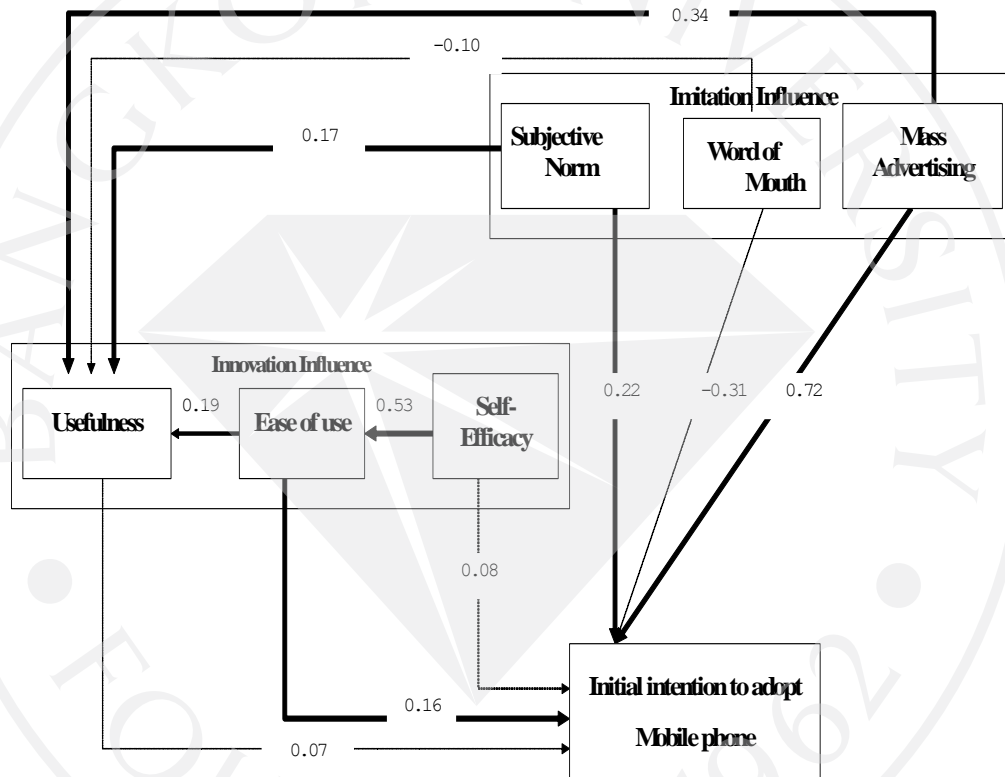 0.34
-0.10
Imitation Influence
0.17
Subjective
Norm
Word of
Mouth
Mass
Advertising
Innovation Influence
Usefulness
0.19
Ease of use
0.53
Self-
Efficacy
0.22
-0.31
0.72
0.08
Initial intention to adopt
Mobile phone
0.16
0.07
BANGKOK UNIVERSITY